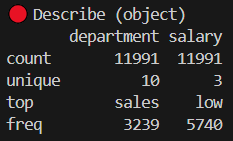 🔴 Describe (object)
department salary
count 11991 11991
unique 10 3
top sales low
freq 3239 5740